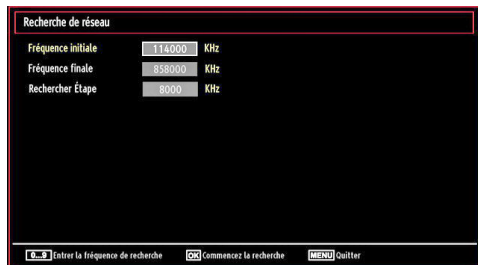 Recherche de réseau
Fréquence initiale 114000 KHz
Fréquence finale 858000 KHz
Rechercher Étape 8000 KHz
0...9 Entrer la fréquence de recherche OK Commencez la recherche MENU Quitter